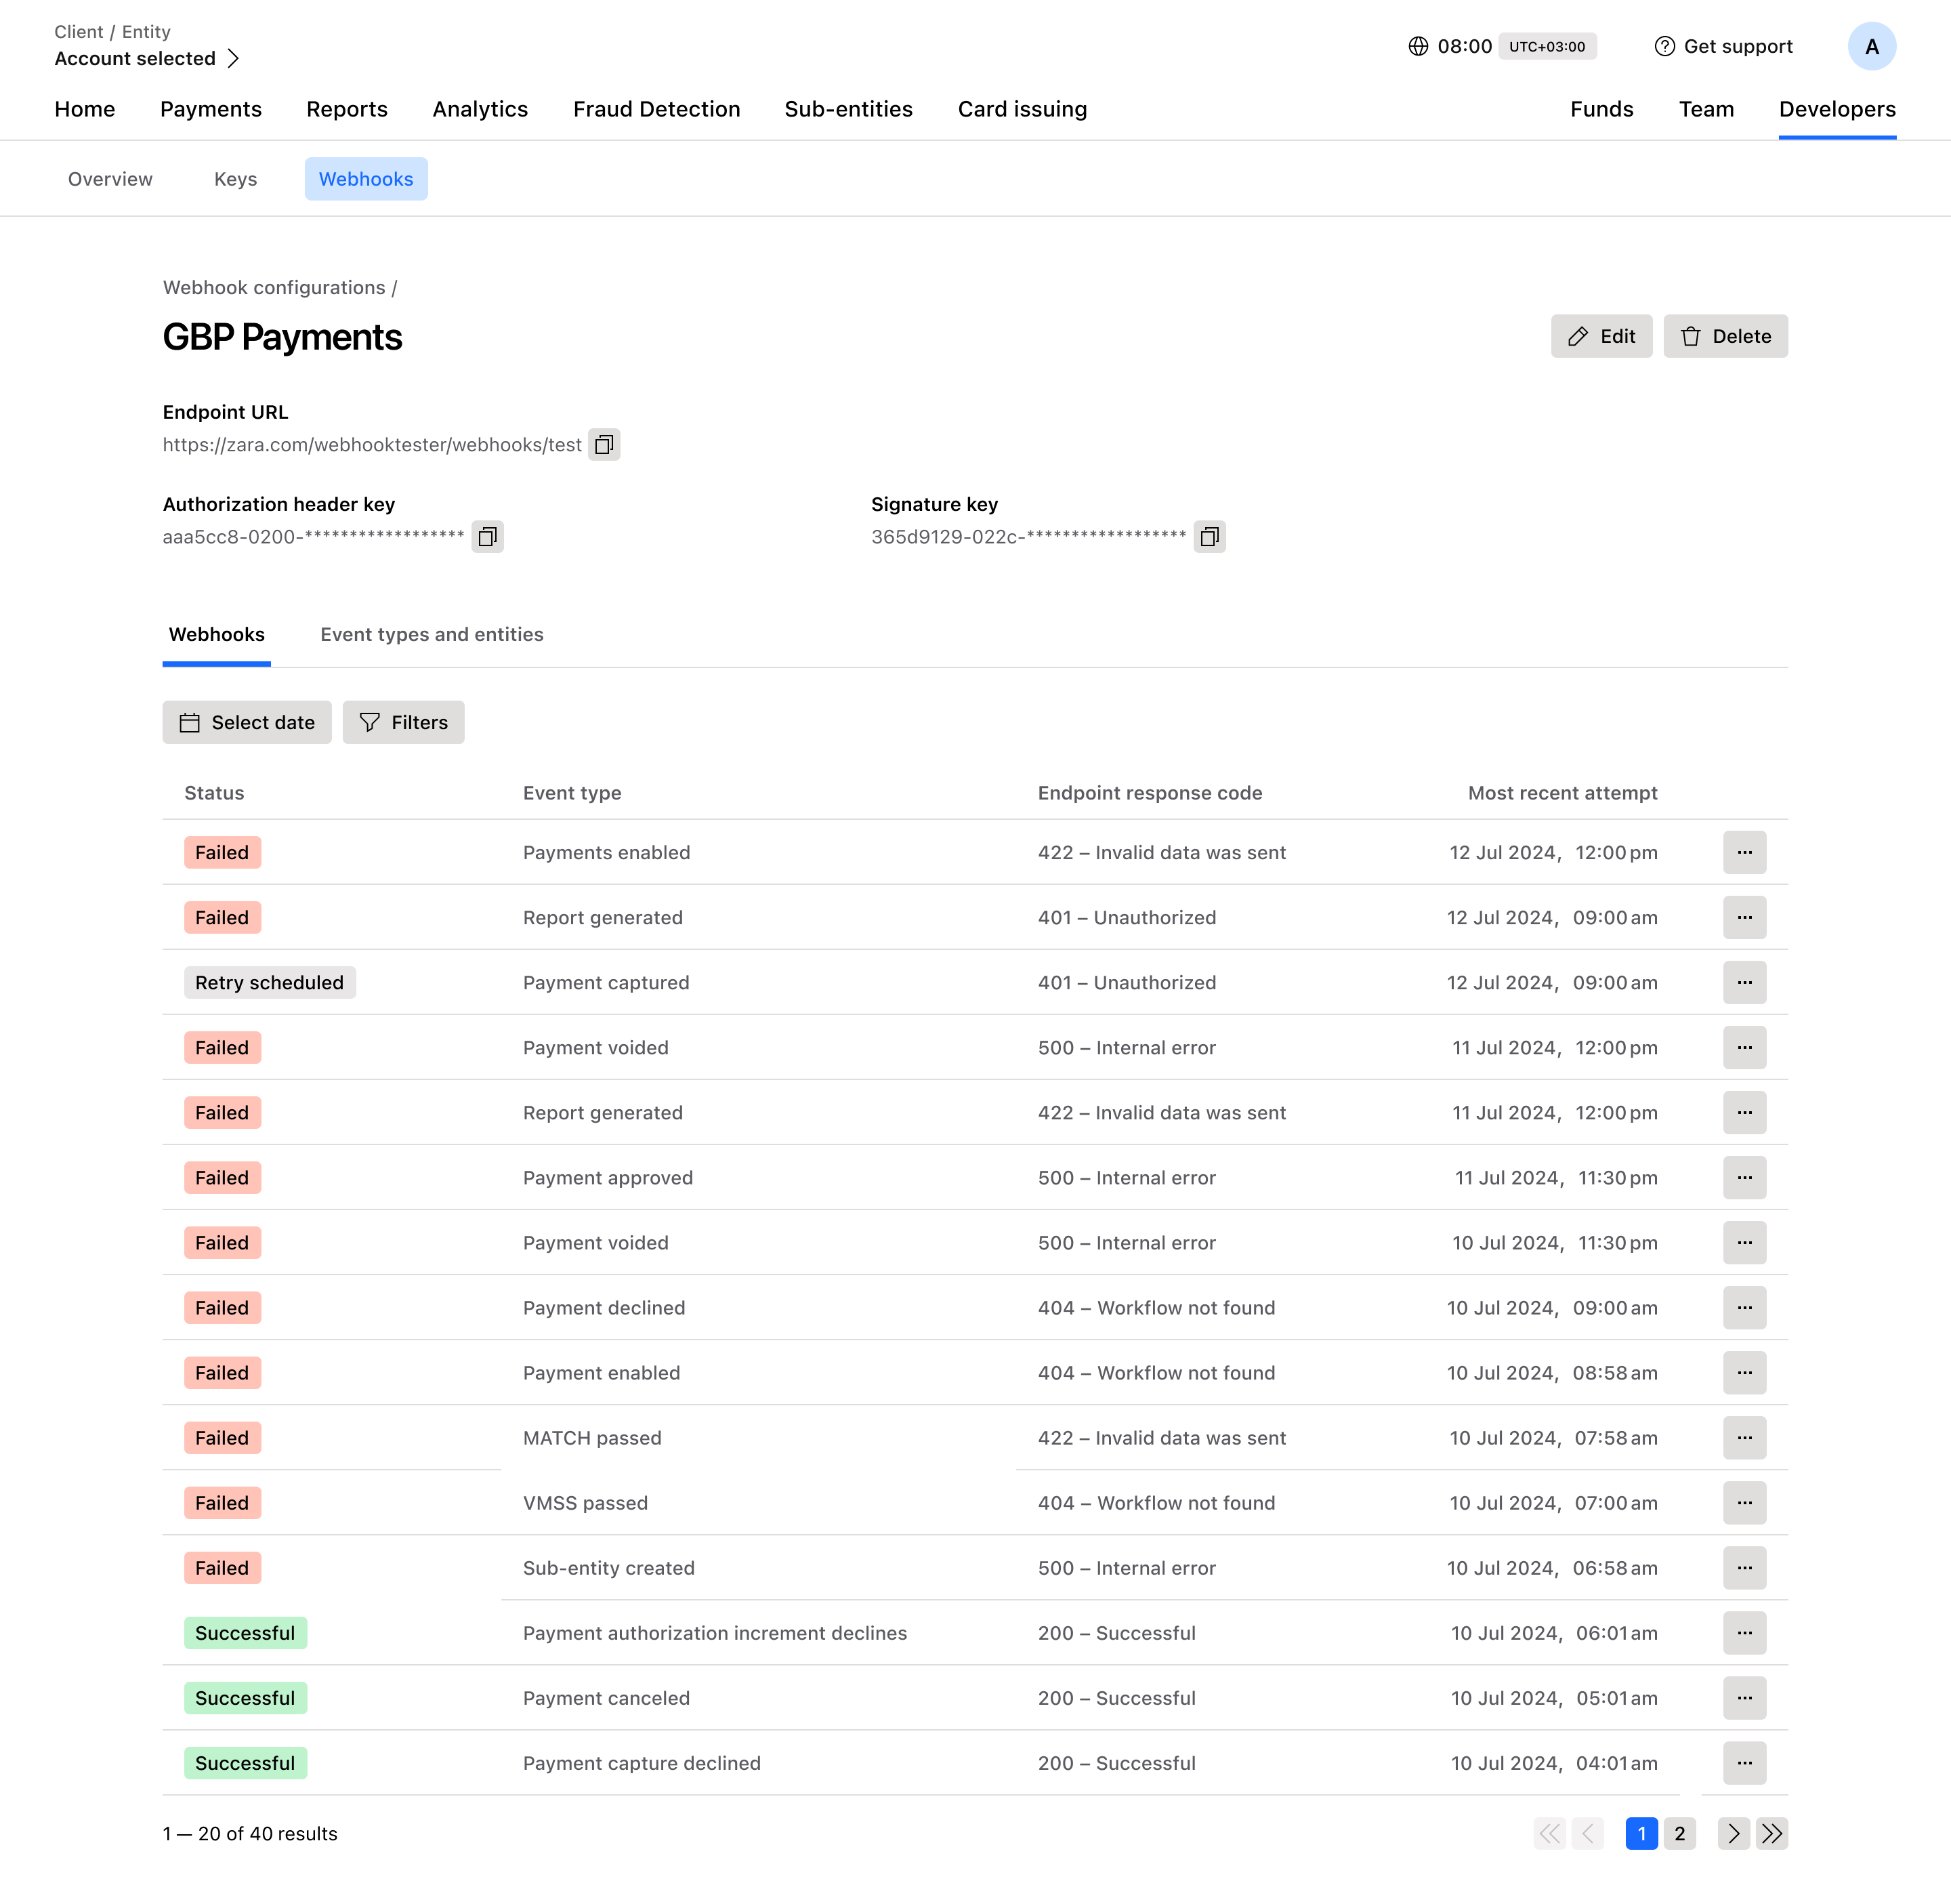 Client / Entity
Account selected
08:00 UTC+03:00
Get support
A
Home Payments Reports Analytics Fraud Detection Sub-entities Card issuing Funds Team Developers
Overview Keys Webhooks
Webhook configurations /
GBP Payments
Edit Delete
Endpoint URL
https://zara.com/webhooktester/webhooks/test
Authorization header key Signature key
aaa5cc8-0200-****************** 365d9129-022c-******************
Webhooks Event types and entities
Select date Filters
Status Event type Endpoint response code Most recent attempt
Failed Payments enabled 422 – Invalid data was sent 12 Jul 2024, 12:00 pm
Failed Report generated 401 – Unauthorized 12 Jul 2024, 09:00 am
Retry scheduled Payment captured 401 – Unauthorized 12 Jul 2024, 09:00 am
Failed Payment voided 500 – Internal error 11 Jul 2024, 12:00 pm
Failed Report generated 422 – Invalid data was sent 11 Jul 2024, 12:00 pm
Failed Payment approved 500 – Internal error 11 Jul 2024, 11:30 pm
Failed Payment voided 500 – Internal error 10 Jul 2024, 11:30 pm
Failed Payment declined 404 – Workflow not found 10 Jul 2024, 09:00 am
Failed Payment enabled 404 – Workflow not found 10 Jul 2024, 08:58 am
Failed MATCH passed 422 – Invalid data was sent 10 Jul 2024, 07:58 am
Failed VMSS passed 404 – Workflow not found 10 Jul 2024, 07:00 am
Failed Sub-entity created 500 – Internal error 10 Jul 2024, 06:58 am
Successful Payment authorization increment declines 200 – Successful 10 Jul 2024, 06:01 am
Successful Payment canceled 200 – Successful 10 Jul 2024, 05:01 am
Successful Payment capture declined 200 – Successful 10 Jul 2024, 04:01 am
1 — 20 of 40 results 1 2